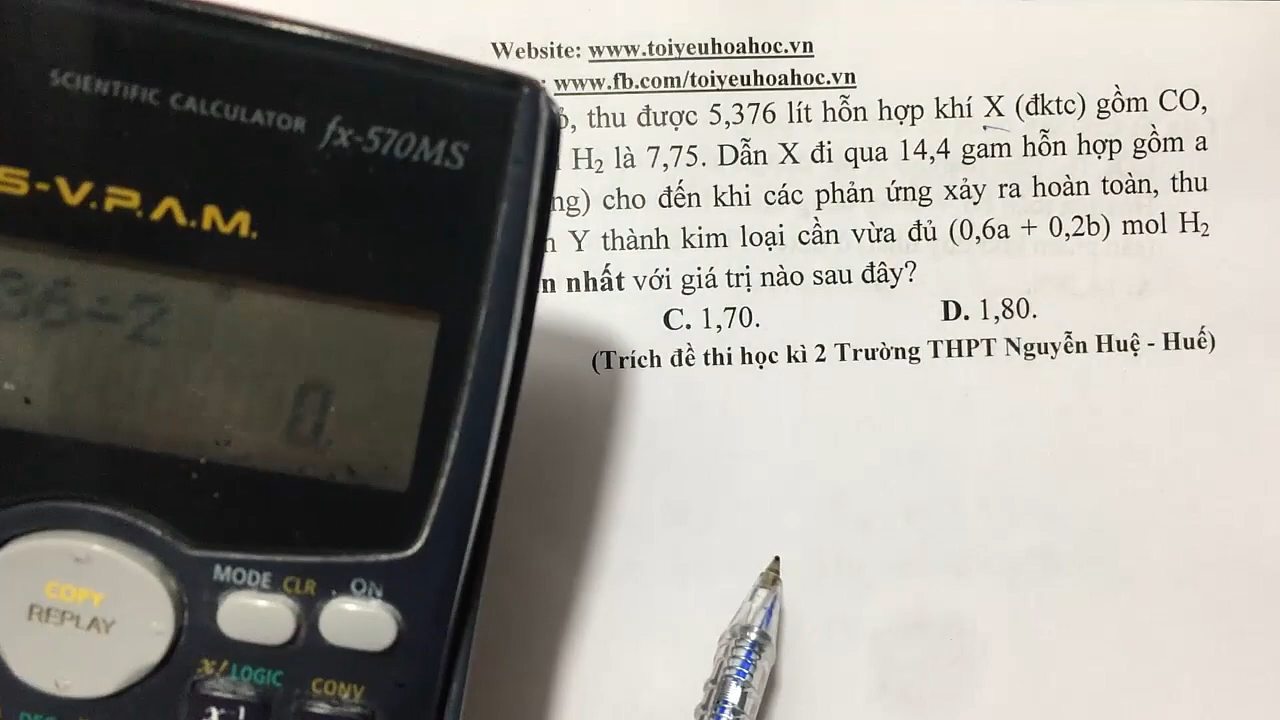 Website: www.toiyeuhoahoc.vn
: www.fb.com/toiyeuhoahoc.vn
, thu được 5,376 lít hỗn hợp khí X (đktc) gồm CO,
H₂ là 7,75. Dẫn X đi qua 14,4 gam hỗn hợp gồm a
ng) cho đến khi các phản ứng xảy ra hoàn toàn, thu
n Y thành kim loại cần vừa đủ (0,6a + 0,2b) mol H₂
n nhất với giá trị nào sau đây?
C. 1,70. D. 1,80.
(Trích đề thi học kì 2 Trường THPT Nguyễn Huệ - Huế)
SCIENTIFIC CALCULATOR fx-570MS
S-V.P.A.M.
36÷2
0.
MODE CLR ON
COPY
REPLAY
x! LOGIC CONV